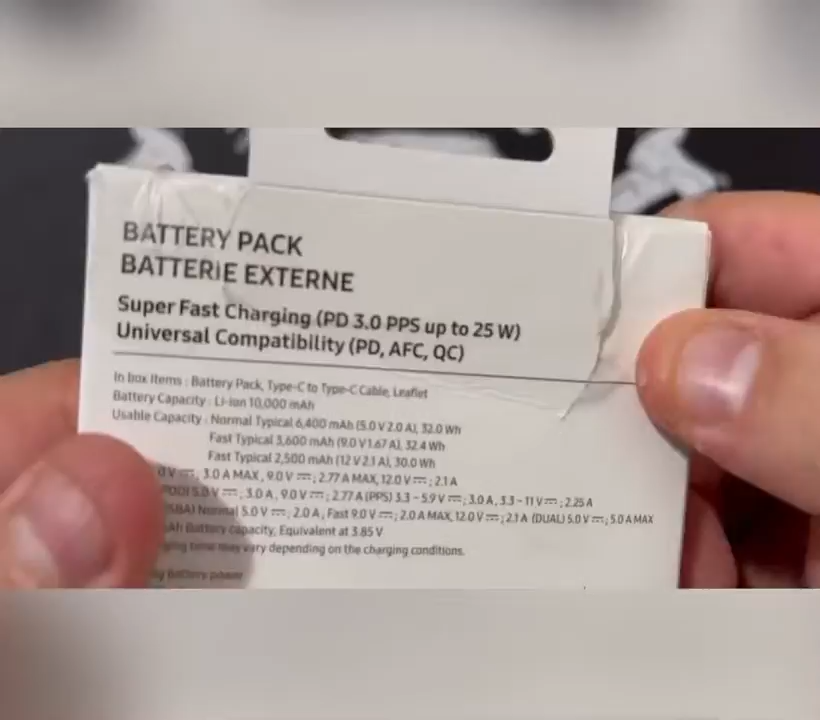 BATTERY PACK
BATTERIE EXTERNE
Super Fast Charging (PD 3.0 PPS up to 25 W)
Universal Compatibility (PD, AFC, QC)
In box Items : Battery Pack, Type-C to Type-C Cable, Leaflet
Battery Capacity : Li-ion 10,000 mAh
Usable Capacity : Normal Typical 6,400 mAh (5.0 V 2.0 A), 32.0 Wh
Fast Typical 3,600 mAh (9.0 V 1.67 A), 32.4 Wh
Fast Typical 2,500 mAh (12 V 2.1 A), 30.0 Wh
0 V ⎓; 3.0 A MAX, 9.0 V ⎓; 2.77 A MAX, 12.0 V ⎓; 2.1 A
5.0 V ⎓; 3.0 A, 9.0 V ⎓; 2.77 A (PPS) 3.3 - 5.9 V ⎓; 3.0 A, 3.3 - 11 V ⎓; 2.25 A
Normal 5.0 V ⎓; 2.0 A, Fast 9.0 V ⎓; 2.0 A MAX, 12.0 V ⎓; 2.1 A (DUAL) 5.0 V ⎓; 5.0 A MAX
Ah Battery capacity, Equivalent at 3.85 V
time may vary depending on the charging conditions.
battery power